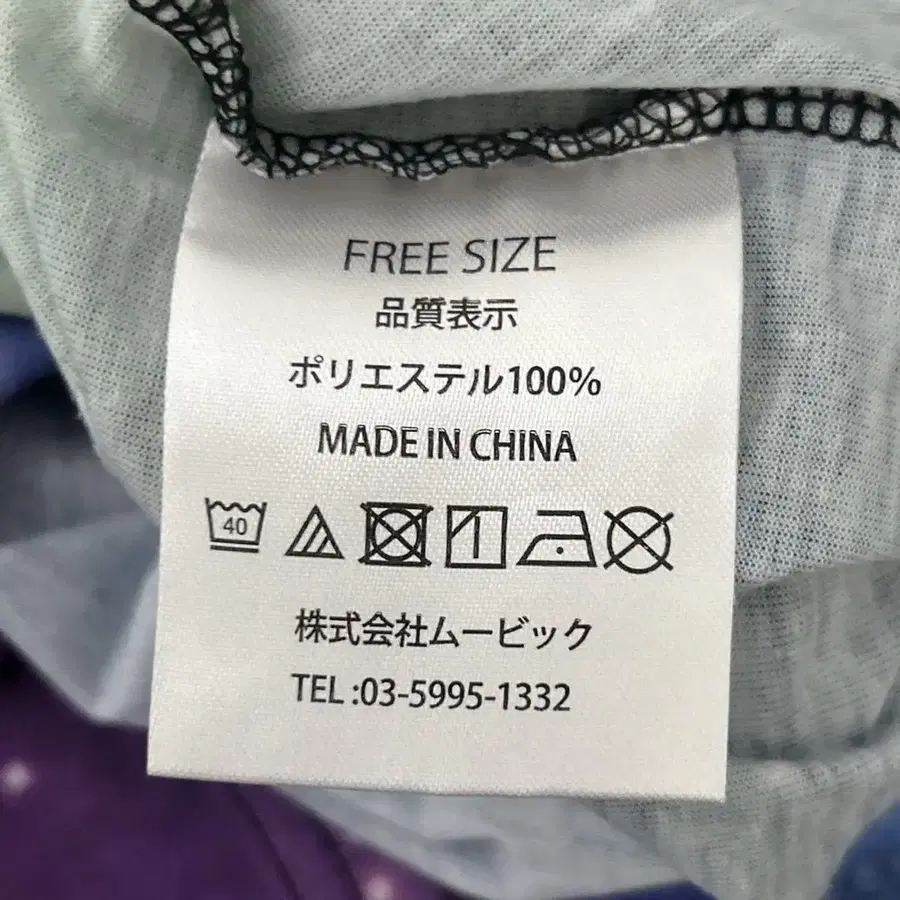 FREE SIZE
品質表示
ポリエステル100%
MADE IN CHINA
40
株式会社ムービック
TEL :03-5995-1332